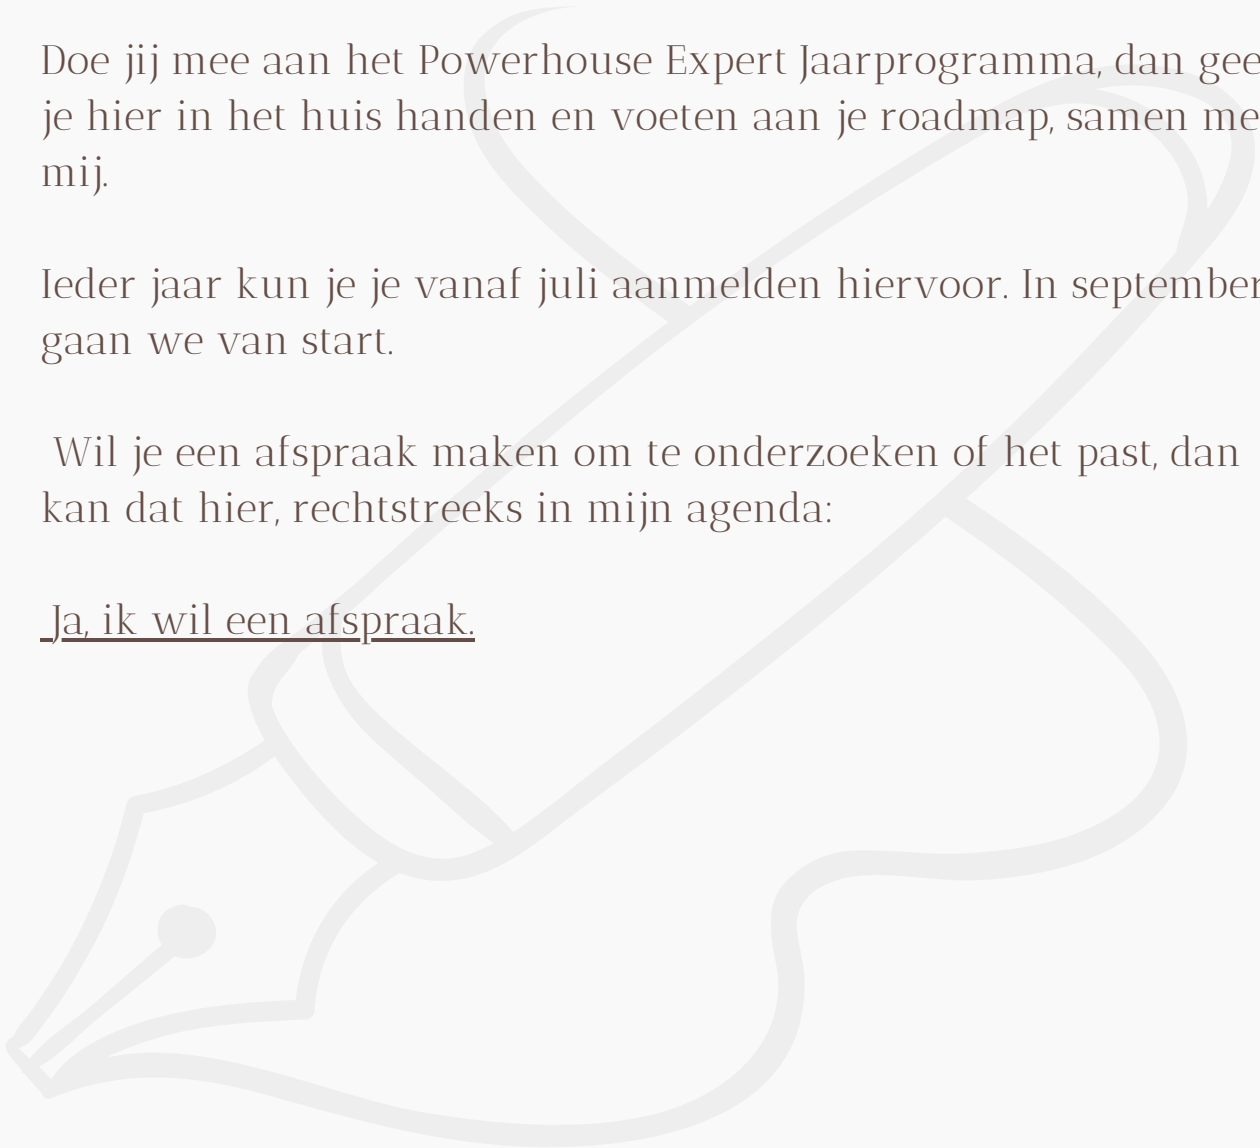 Doe jij mee aan het Powerhouse Expert Jaarprogramma, dan gee
je hier in het huis handen en voeten aan je roadmap, samen me
mij.
Ieder jaar kun je je vanaf juli aanmelden hiervoor. In september
gaan we van start.
Wil je een afspraak maken om te onderzoeken of het past, dan
kan dat hier, rechtstreeks in mijn agenda:
Ja, ik wil een afspraak.